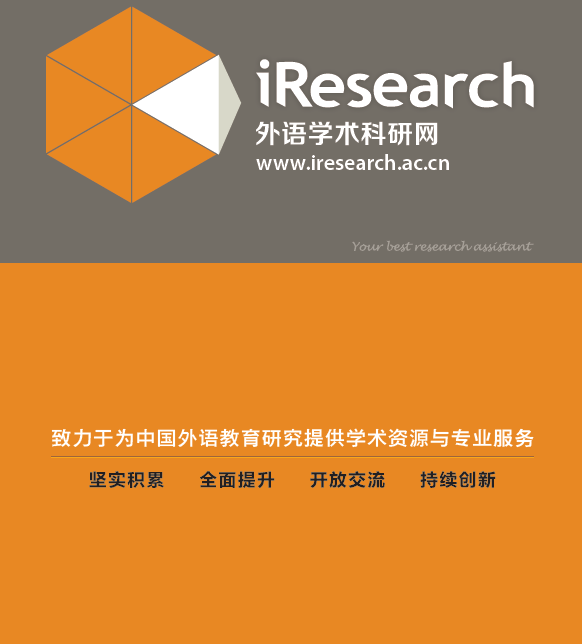 iResearch
外语学术科研网
www.iresearch.ac.cn
Your best research assistant
致力于为中国外语教育研究提供学术资源与专业服务
坚实积累 全面提升 开放交流 持续创新